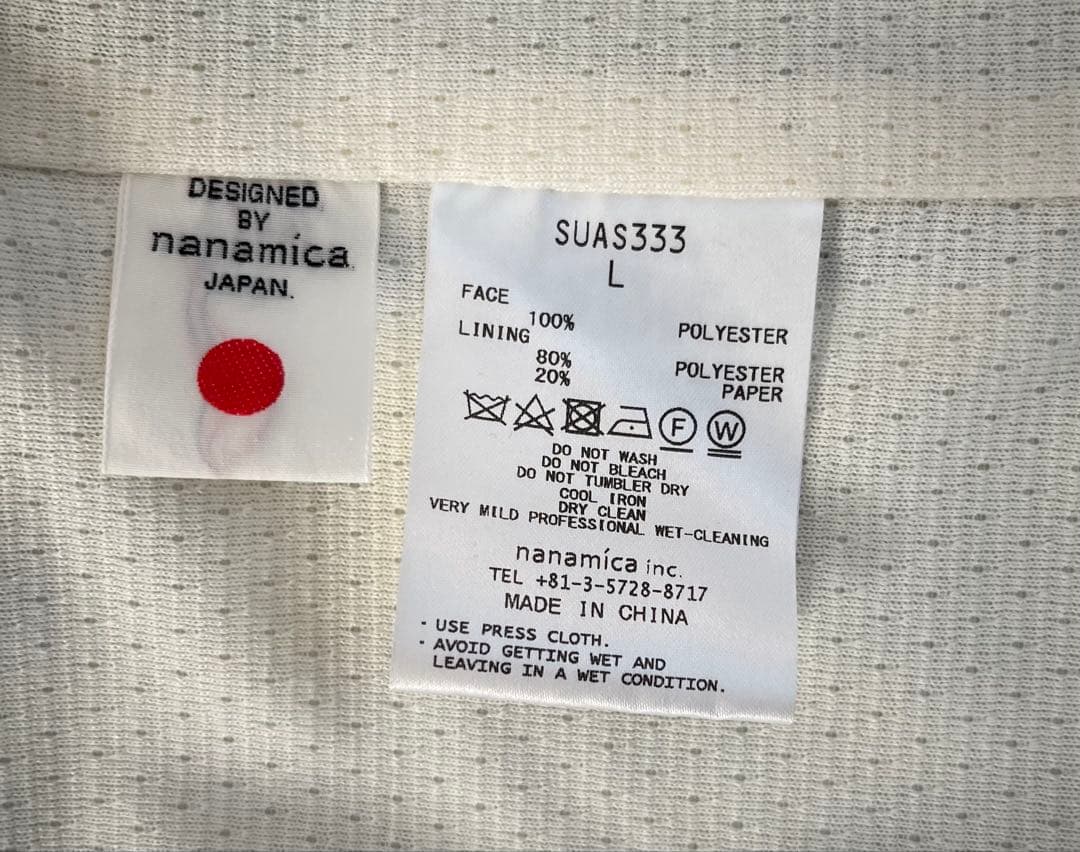 DESIGNED
BY
nanamica
JAPAN.
SUAS333
L
FACE
100% POLYESTER
LINING
80% POLYESTER
20% PAPER
F W
DO NOT WASH
DO NOT BLEACH
DO NOT TUMBLER DRY
COOL IRON
DRY CLEAN
VERY MILD PROFESSIONAL WET-CLEANING
nanamica inc.
TEL +81-3-5728-8717
MADE IN CHINA
・USE PRESS CLOTH.
・AVOID GETTING WET AND
LEAVING IN A WET CONDITION.